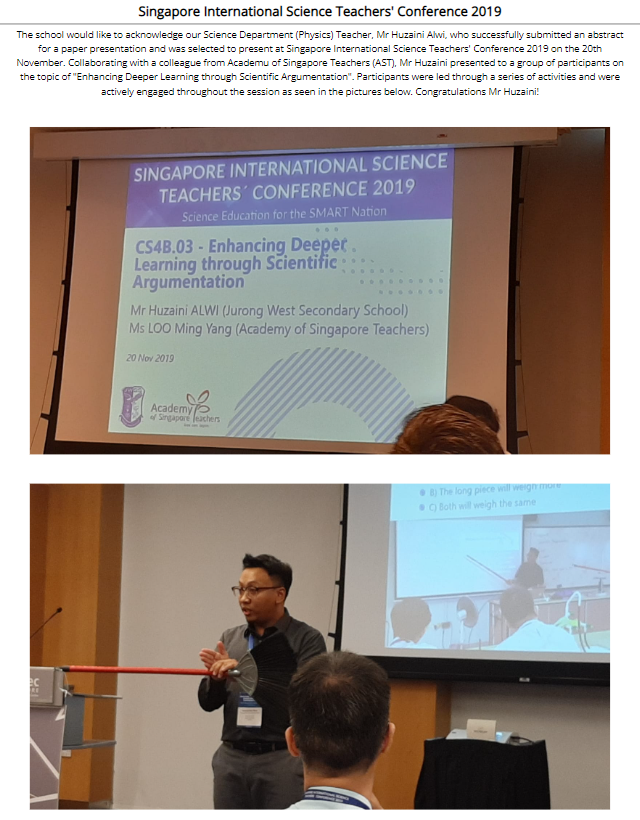 Singapore International Science Teachers' Conference 2019
The school would like to acknowledge our Science Department (Physics) Teacher, Mr Huzaini Alwi, who successfully submitted an abstract
for a paper presentation and was selected to present at Singapore International Science Teachers' Conference 2019 on the 20th
November. Collaborating with a colleague from Academu of Singapore Teachers (AST), Mr Huzaini presented to a group of participants on
the topic of "Enhancing Deeper Learning through Scientific Argumentation". Participants were led through a series of activities and were
actively engaged throughout the session as seen in the pictures below. Congratulations Mr Huzaini!
SINGAPORE INTERNATIONAL SCIENCE
TEACHERS´ CONFERENCE 2019
Science Education for the SMART Nation
CS4B.03 - Enhancing Deeper
Learning through Scientific
Argumentation
Mr Huzaini ALWI (Jurong West Secondary School)
Ms LOO Ming Yang (Academy of Singapore Teachers)
20 Nov 2019
Academy
of Singapore Teachers
B) The long piece will weigh more
C) Both will weigh the same